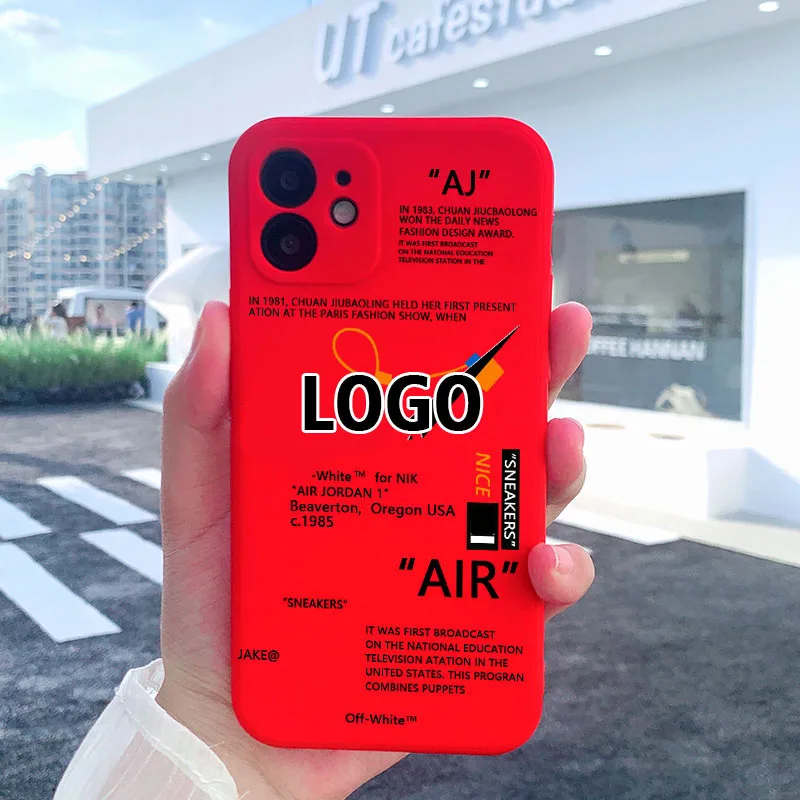 UT cafestu
"AJ"
IN 1983, CHUAN JIUCBAOLONG
WON THE DAILY NEWS
FASHION DESIGN AWARD.
IT WAS FIRST BROADCAST
ON THE NATIONAL EDUCATION
TELEVISION STATION IN THE
IN 1981, CHUAN JIUBAOLING HELD HER FIRST PRESENT
ATION AT THE PARIS FASHION SHOW, WHEN
LOGO
COFFEE HANNAN
-White™ for NIK
"AIR JORDAN 1"
Beaverton, Oregon USA
c.1985
NICE
"SNEAKERS"
"AIR"
"SNEAKERS"
IT WAS FIRST BROADCAST
ON THE NATIONAL EDUCATION
TELEVISION ATATION IN THE
UNITED STATES. THIS PROGRAN
COMBINES PUPPETS
JAKE@
Off-White™